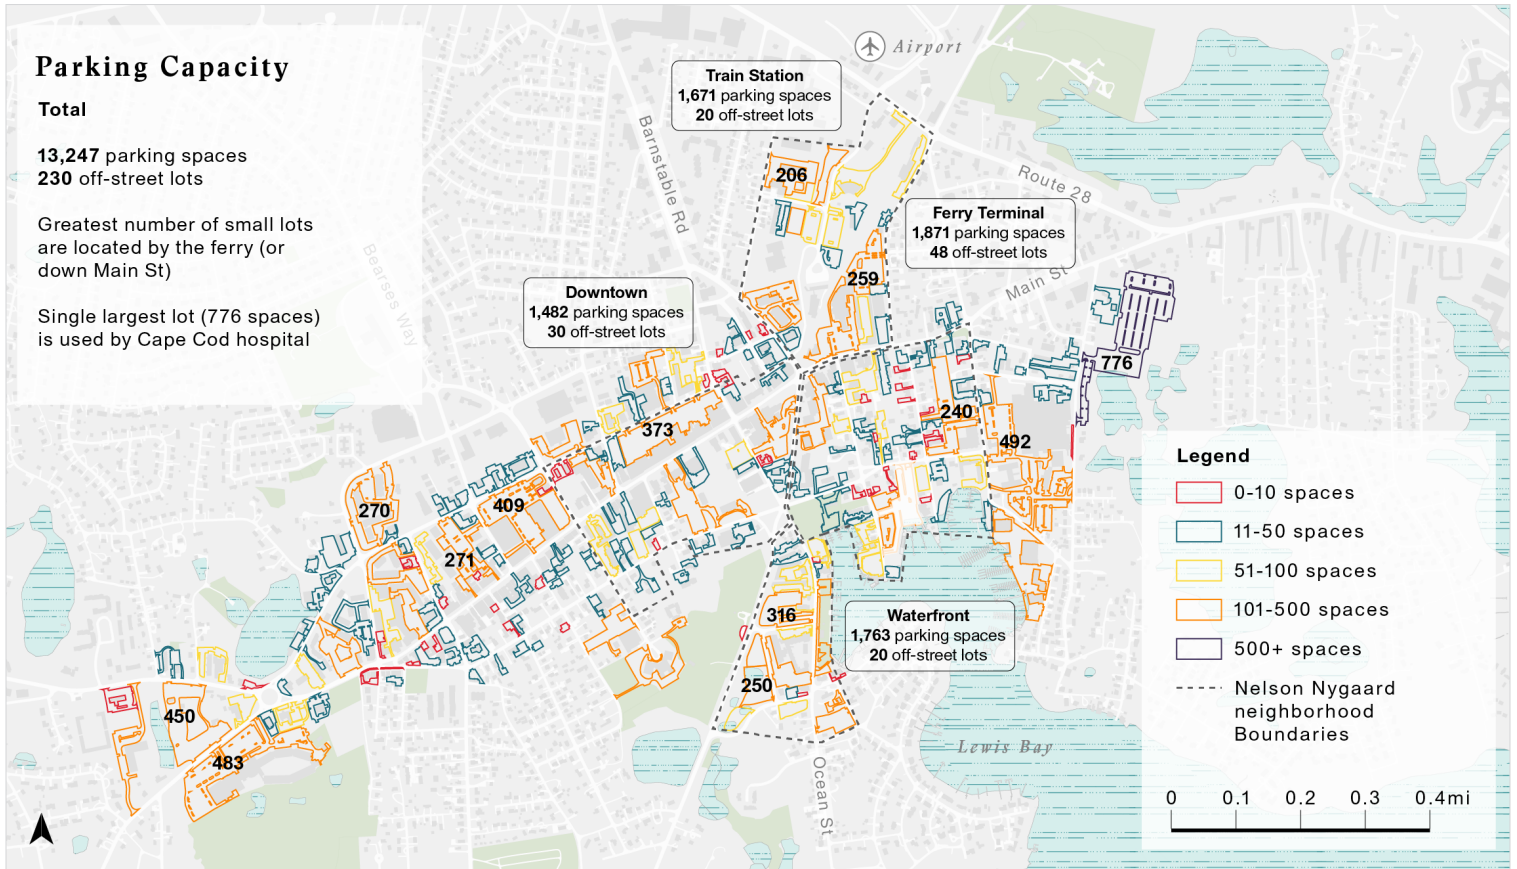 Parking Capacity
Total
13,247 parking spaces
230 off-street lots
Greatest number of small lots
are located by the ferry (or
down Main St)
Single largest lot (776 spaces)
is used by Cape Cod hospital
Airport
Train Station
1,671 parking spaces
20 off-street lots
Barnstable Rd
Route 28
206
Ferry Terminal
1,871 parking spaces
48 off-street lots
Main St
259
Bearses Way
Downtown
1,482 parking spaces
30 off-street lots
776
373
240
492
270
409
271
316
Waterfront
1,763 parking spaces
20 off-street lots
250
450
483
Lewis Bay
Ocean St
Legend
0-10 spaces
11-50 spaces
51-100 spaces
101-500 spaces
500+ spaces
Nelson Nygaard
neighborhood
Boundaries
0 0.1 0.2 0.3 0.4mi